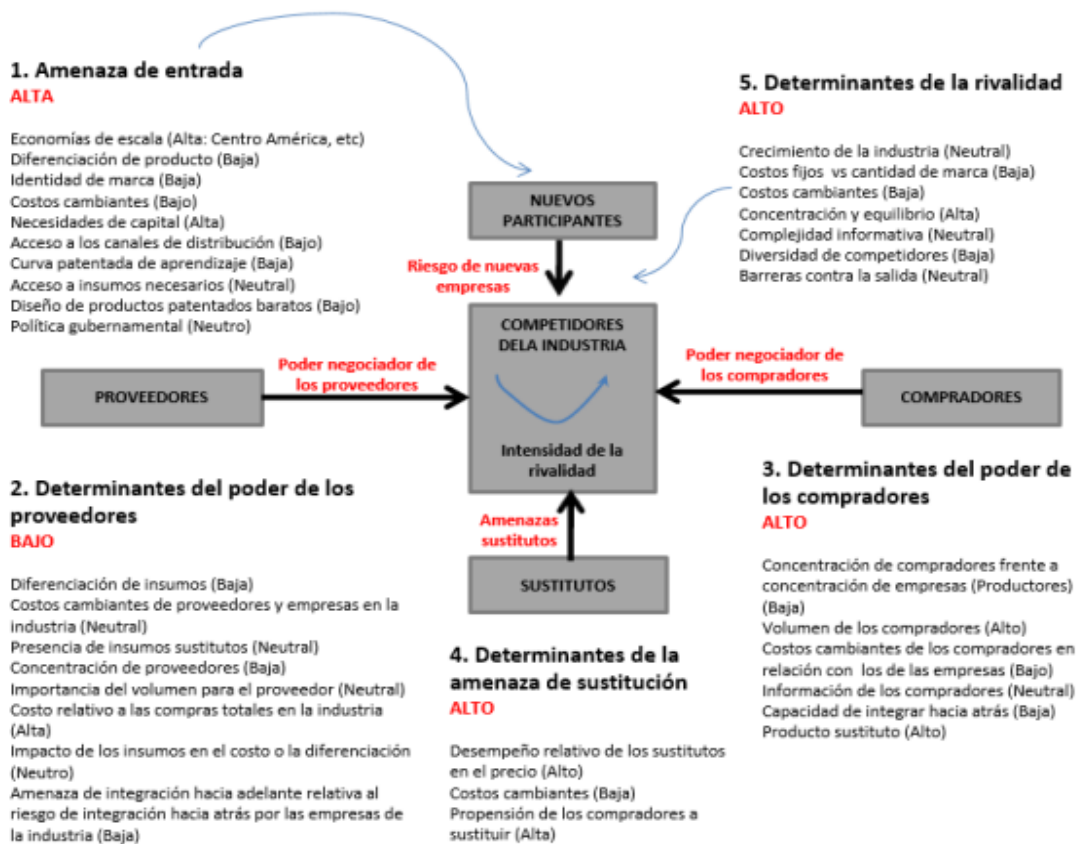 1. Amenaza de entrada
ALTA
Economías de escala (Alta: Centro América, etc)
Diferenciación de producto (Baja)
Identidad de marca (Baja)
Costos cambiantes (Bajo)
Necesidades de capital (Alta)
Acceso a los canales de distribución (Bajo)
Curva patentada de aprendizaje (Baja)
Acceso a insumos necesarios (Neutral)
Diseño de productos patentados baratos (Bajo)
Política gubernamental (Neutro)
5. Determinantes de la rivalidad
ALTO
Crecimiento de la industria (Neutral)
Costos fijos vs cantidad de marca (Baja)
Costos cambiantes (Baja)
Concentración y equilibrio (Alta)
Complejidad informativa (Neutral)
Diversidad de competidores (Baja)
Barreras contra la salida (Neutral)
NUEVOS
PARTICIPANTES
Riesgo de nuevas
empresas
COMPETIDORES
DELA INDUSTRIA
Intensidad de la
rivalidad
Poder negociador de
los proveedores
PROVEEDORES
Poder negociador de
los compradores
COMPRADORES
Amenazas
sustitutos
SUSTITUTOS
2. Determinantes del poder de los
proveedores
BAJO
Diferenciación de insumos (Baja)
Costos cambiantes de proveedores y empresas en la
industria (Neutral)
Presencia de insumos sustitutos (Neutral)
Concentración de proveedores (Baja)
Importancia del volumen para el proveedor (Neutral)
Costo relativo a las compras totales en la industria
(Alta)
Impacto de los insumos en el costo o la diferenciación
(Neutro)
Amenaza de integración hacia adelante relativa al
riesgo de integración hacia atrás por las empresas de
la industria (Baja)
4. Determinantes de la
amenaza de sustitución
ALTO
Desempeño relativo de los sustitutos
en el precio (Alto)
Costos cambiantes (Baja)
Propensión de los compradores a
sustituir (Alta)
3. Determinantes del poder de
los compradores
ALTO
Concentración de compradores frente a
concentración de empresas (Productores)
(Baja)
Volumen de los compradores (Alto)
Costos cambiantes de los compradores en
relación con los de las empresas (Bajo)
Información de los compradores (Neutral)
Capacidad de integrar hacia atrás (Baja)
Producto sustituto (Alto)